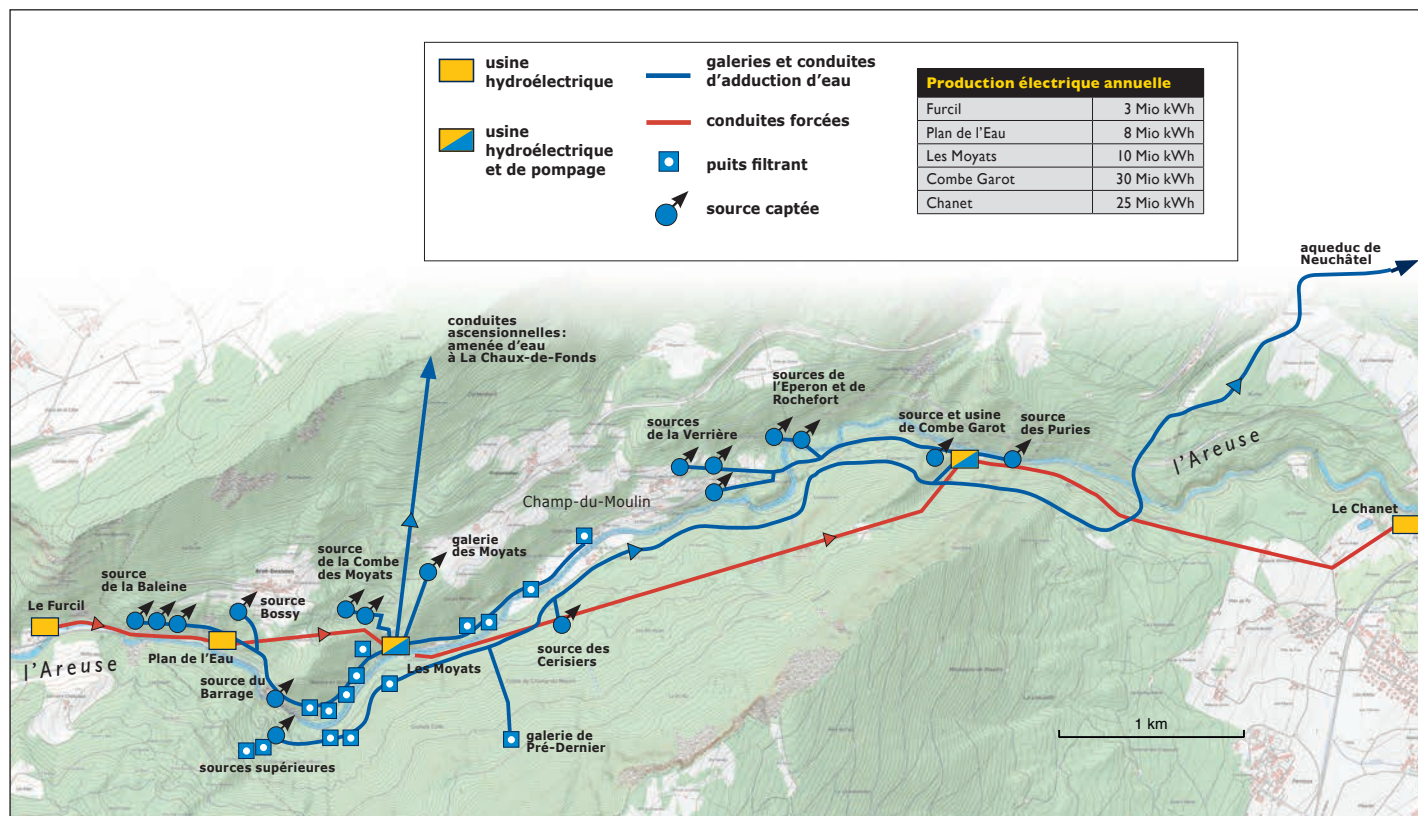 usine
hydroélectrique
usine
hydroélectrique
et de pompage
galeries et conduites
d'adduction d'eau
conduites forcées
puits filtrant
source captée
Production électrique annuelle
Furcil 3 Mio kWh
Plan de l'Eau 8 Mio kWh
Les Moyats 10 Mio kWh
Combe Garot 30 Mio kWh
Chanet 25 Mio kWh
aqueduc de
Neuchâtel
conduites
ascensionnelles:
amenée d'eau
à La Chaux-de-Fonds
sources de
l'Eperon et de
Rochefort
sources
de la Verrière
source et usine
de Combe Garot
source
des Puries
l'Areuse
Le Chanet
Champ-du-Moulin
galerie
des Moyats
source
de la Combe
des Moyats
source
de la Baleine
source
Bossy
Le Furcil
Plan de l'Eau
l'Areuse
Les Moyats
source des
Cerisiers
source du
Barrage
sources supérieures
galerie de
Pré-Dernier
1 km